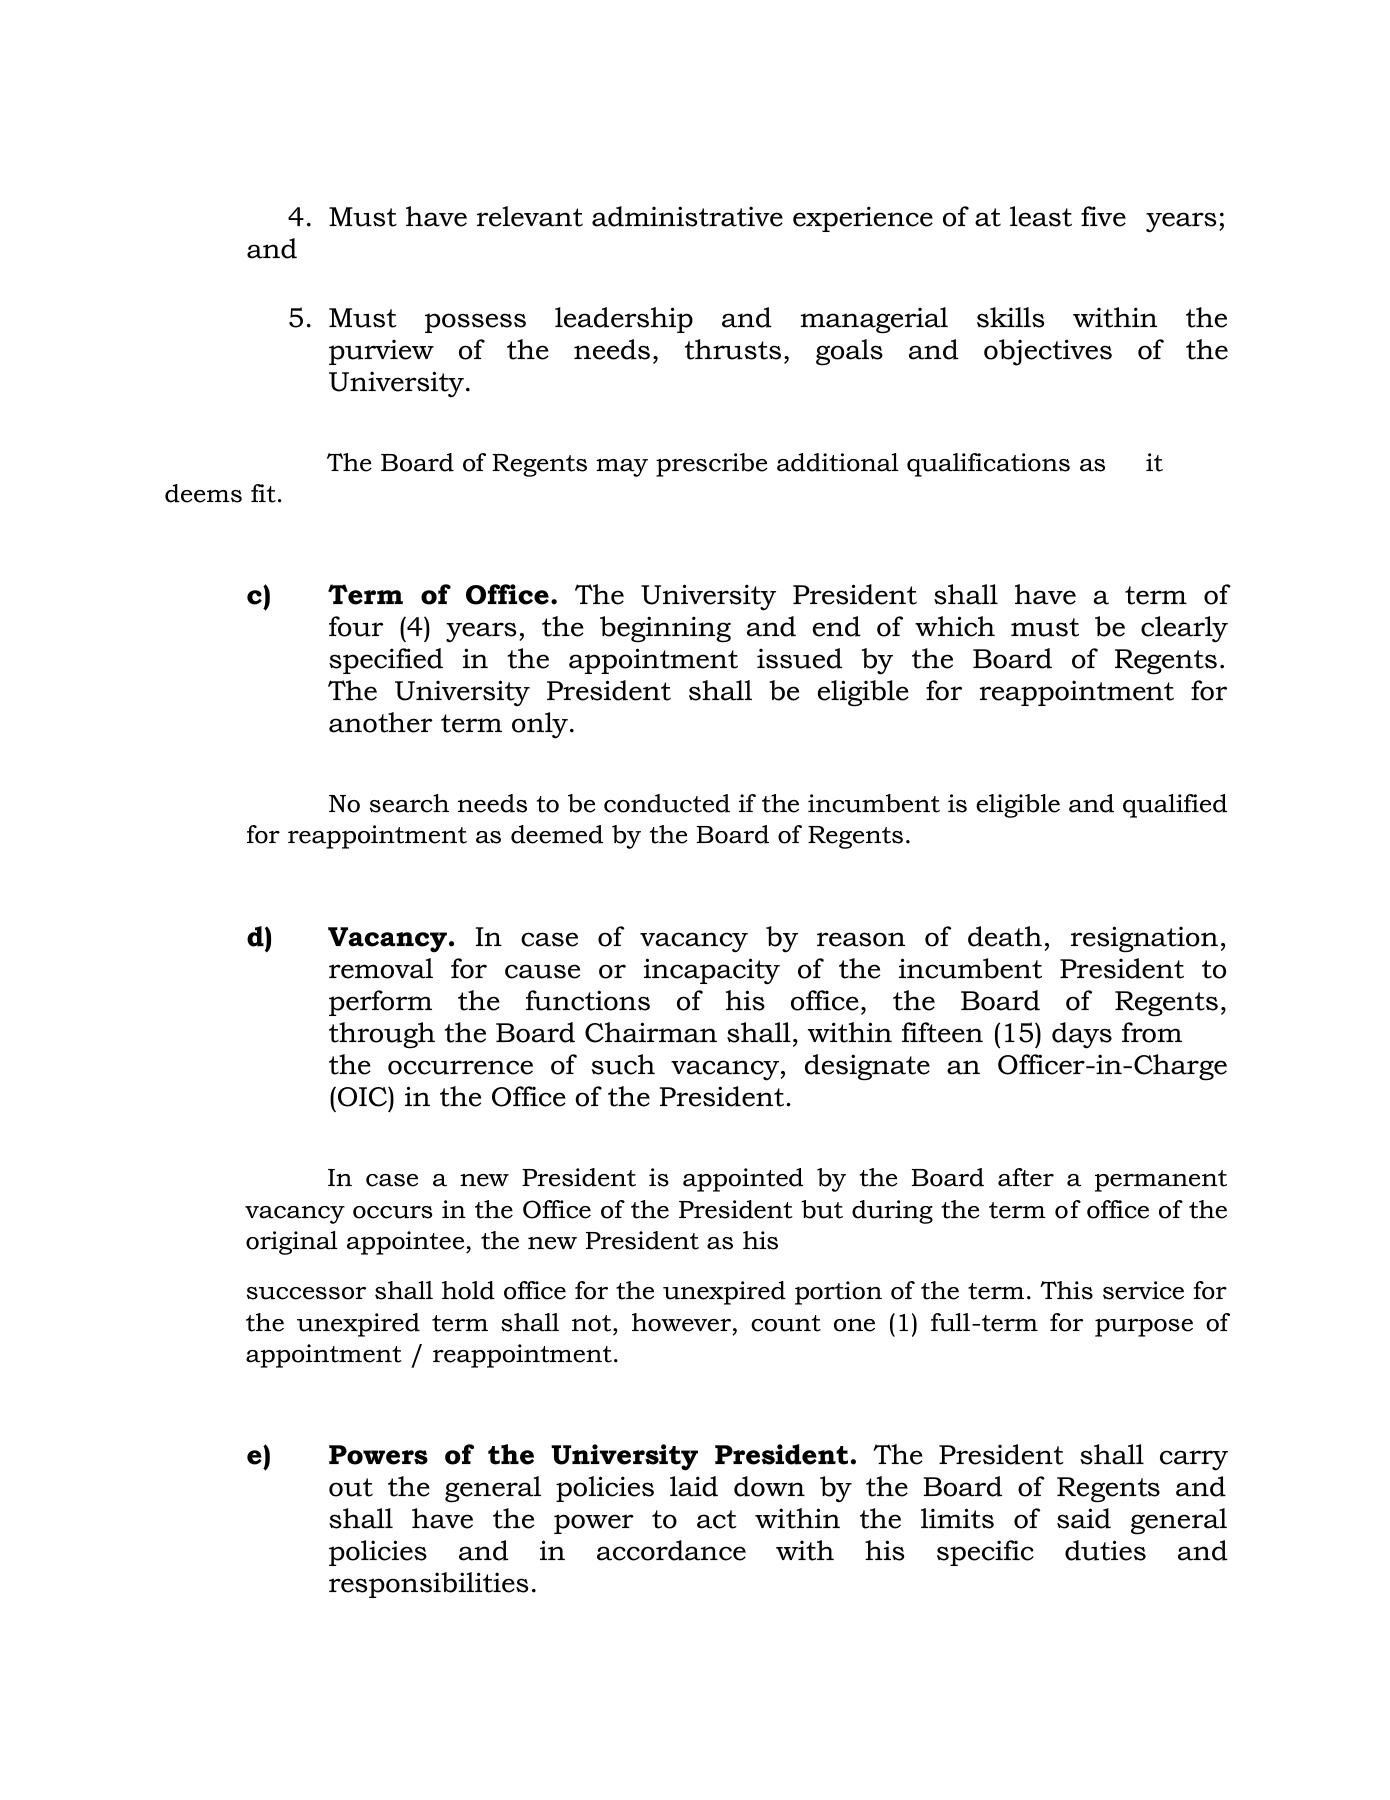 4. Must have relevant administrative experience of at least five years;
and
5. Must possess leadership and managerial skills within the
purview of the needs, thrusts, goals and objectives of the
University.
The Board of Regents may prescribe additional qualifications as it
deems fit.
c) Term of Office. The University President shall have a term of
four (4) years, the beginning and end of which must be clearly
specified in the appointment issued by the Board of Regents.
The University President shall be eligible for reappointment for
another term only.
No search needs to be conducted if the incumbent is eligible and qualified
for reappointment as deemed by the Board of Regents.
d) Vacancy. In case of vacancy by reason of death, resignation,
removal for cause or incapacity of the incumbent President to
perform the functions of his office, the Board of Regents,
through the Board Chairman shall, within fifteen (15) days from
the occurrence of such vacancy, designate an Officer-in-Charge
(OIC) in the Office of the President.
In case a new President is appointed by the Board after a permanent
vacancy occurs in the Office of the President but during the term of office of the
original appointee, the new President as his
successor shall hold office for the unexpired portion of the term. This service for
the unexpired term shall not, however, count one (1) full-term for purpose of
appointment / reappointment.
e) Powers of the University President. The President shall carry
out the general policies laid down by the Board of Regents and
shall have the power to act within the limits of said general
policies and in accordance with his specific duties and
responsibilities.